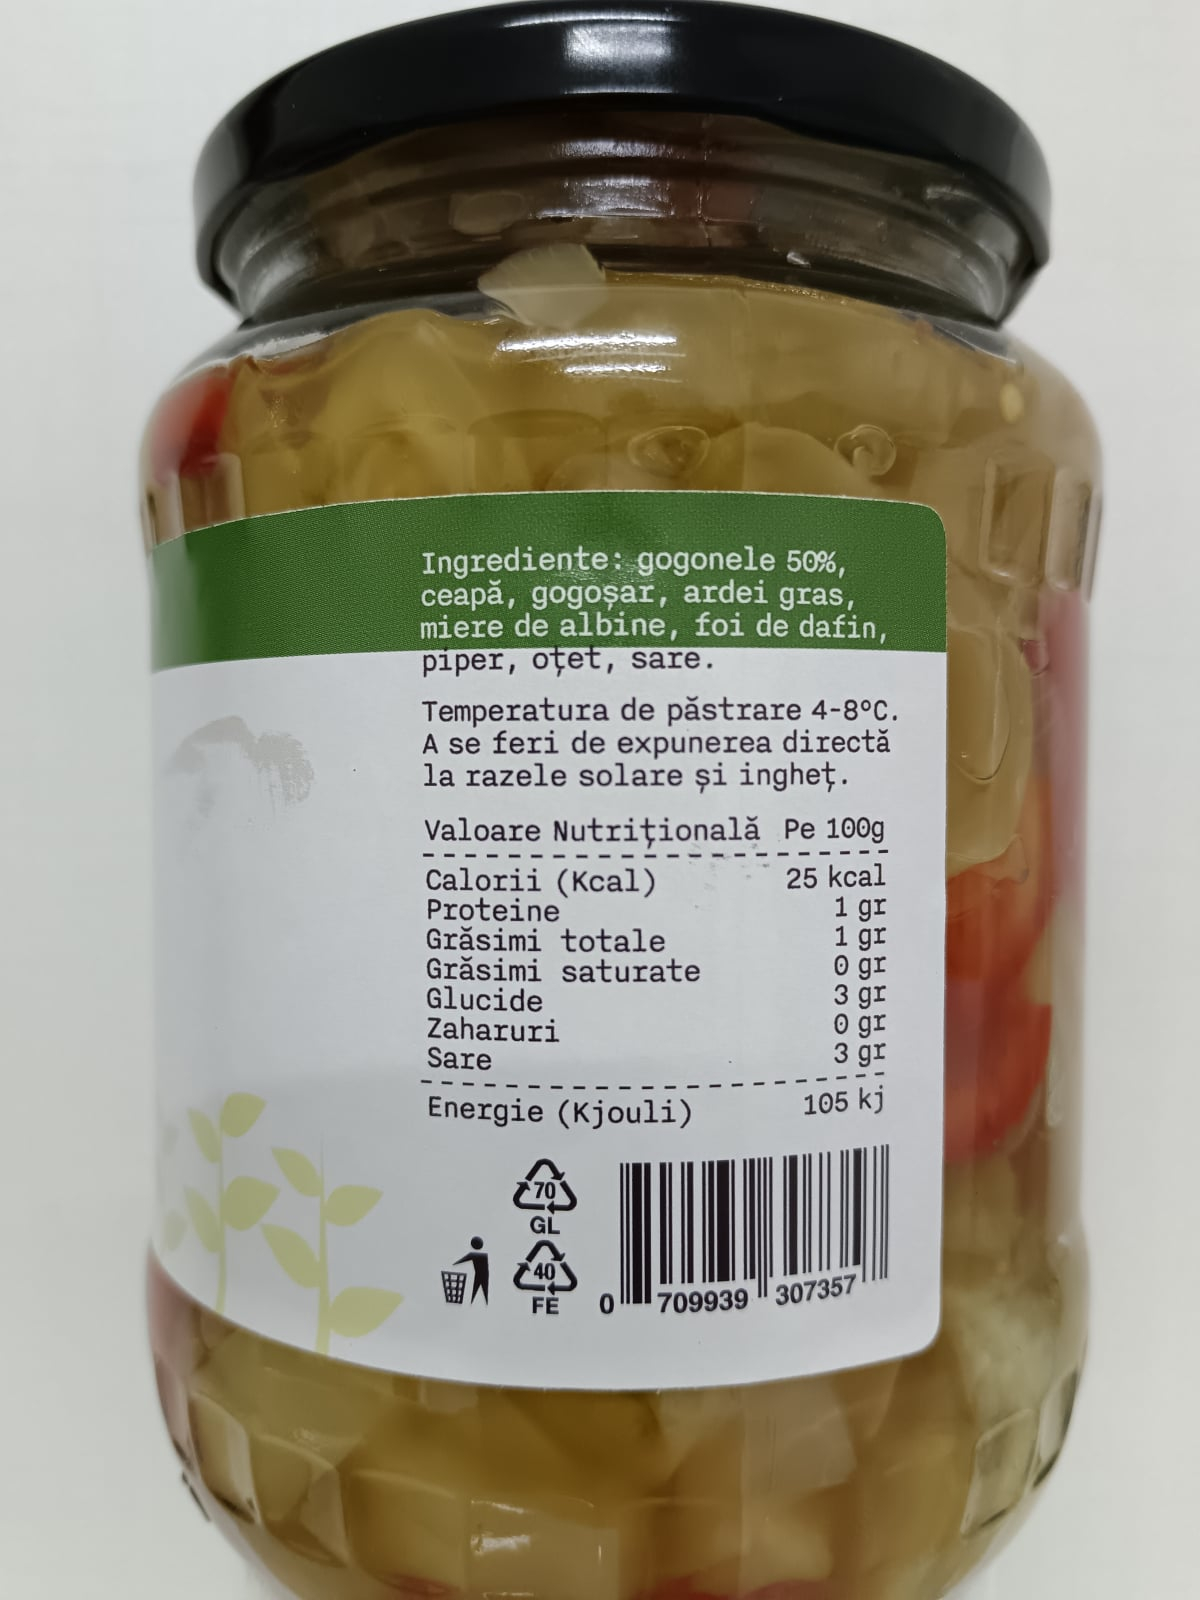 Ingrediente: gogonele 50%,
ceapă, gogoșar, ardei gras,
miere de albine, foi de dafin,
piper, oțet, sare.
Temperatura de păstrare 4-8ºC.
A se feri de expunerea directă
la razele solare și îngheț.
Valoare Nutrițională Pe 100g
Calorii (Kcal) 25 kcal
Proteine 1 gr
Grăsimi totale 1 gr
Grăsimi saturate 0 gr
Glucide 3 gr
Zaharuri 0 gr
Sare 3 gr
Energie (Kjouli) 105 kj
70
GL
40
FE
0 709939 307357